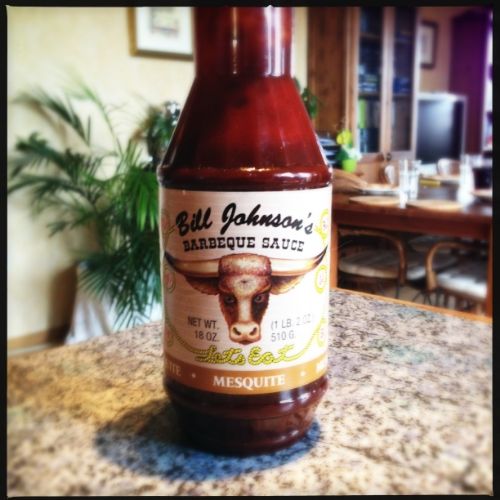 Bill Johnson's
BARBEQUE SAUCE
NET WT. (1 LB. 2 OZ.)
18 OZ. 510 G.
Let's Eat
MESQUITE